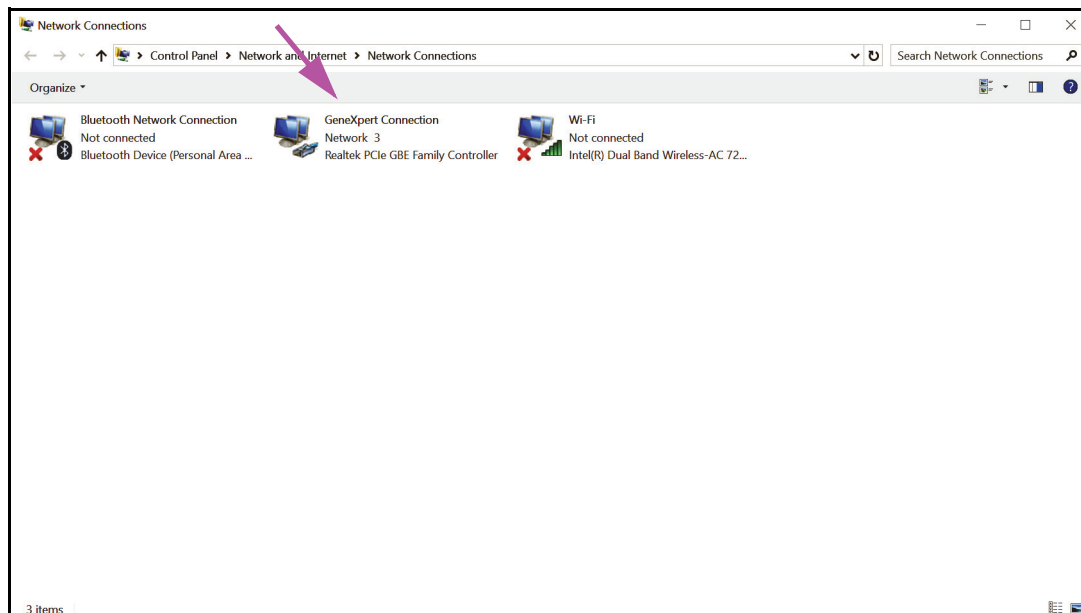 Network Connections
Control Panel > Network and Internet > Network Connections
Search Network Connections
Organize
Bluetooth Network Connection
Not connected
Bluetooth Device (Personal Area ...
GeneXpert Connection
Network 3
Realtek PCIe GBE Family Controller
Wi-Fi
Not connected
Intel(R) Dual Band Wireless-AC 72...
3 items